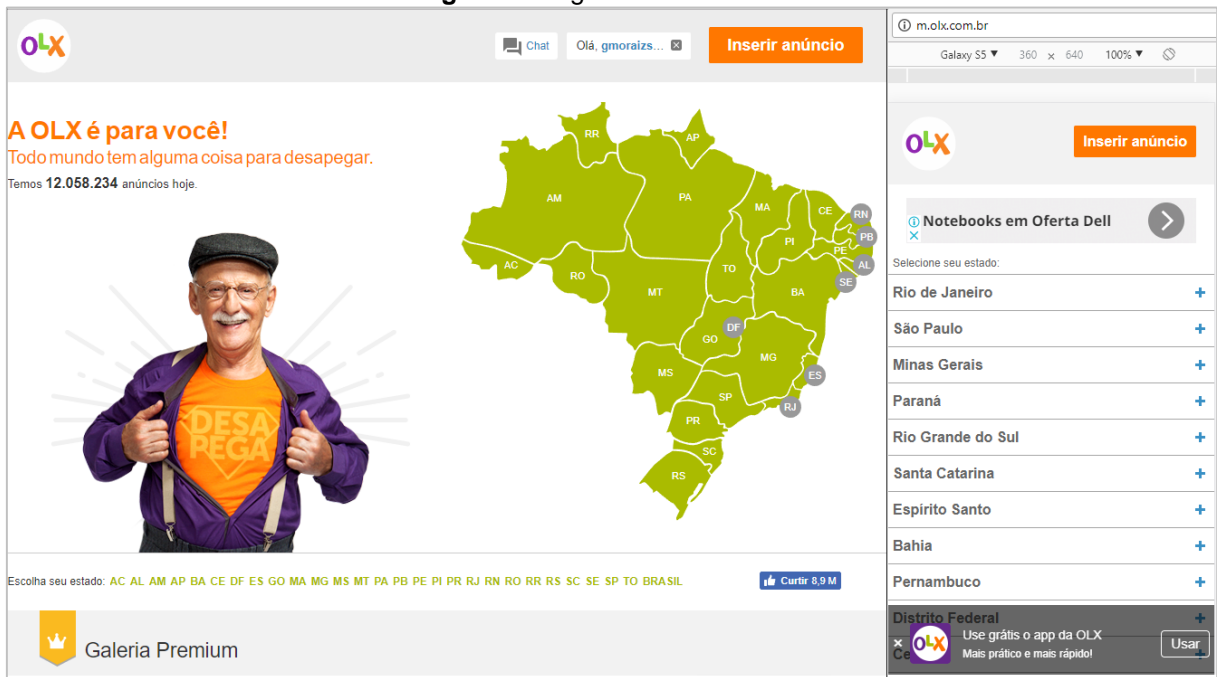 OLX
Chat
Olá, gmoraizs...
Inserir anúncio
A OLX é para você!
Todo mundo tem alguma coisa para desapegar.
Temos 12.058.234 anúncios hoje.
DESA
PEGA
RR
AP
AM
PA
MA
CE
RN
PB
PI
PE
AL
SE
AC
RO
TO
BA
MT
DF
GO
MG
ES
MS
SP
RJ
PR
SC
RS
Escolha seu estado: AC AL AM AP BA CE DF ES GO MA MG MS MT PA PB PE PI PR RJ RN RO RR RS SC SE SP TO BRASIL
Curtir 8,9 M
Galeria Premium
m.olx.com.br
Galaxy S5 ▼ 360 x 640 100% ▼
OLX
Inserir anúncio
Notebooks em Oferta Dell
Selecione seu estado:
Rio de Janeiro +
São Paulo +
Minas Gerais +
Paraná +
Rio Grande do Sul +
Santa Catarina +
Espírito Santo +
Bahia +
Pernambuco +
Distrito Federal +
OLX
Use grátis o app da OLX
Mais prático e mais rápido!
Usar